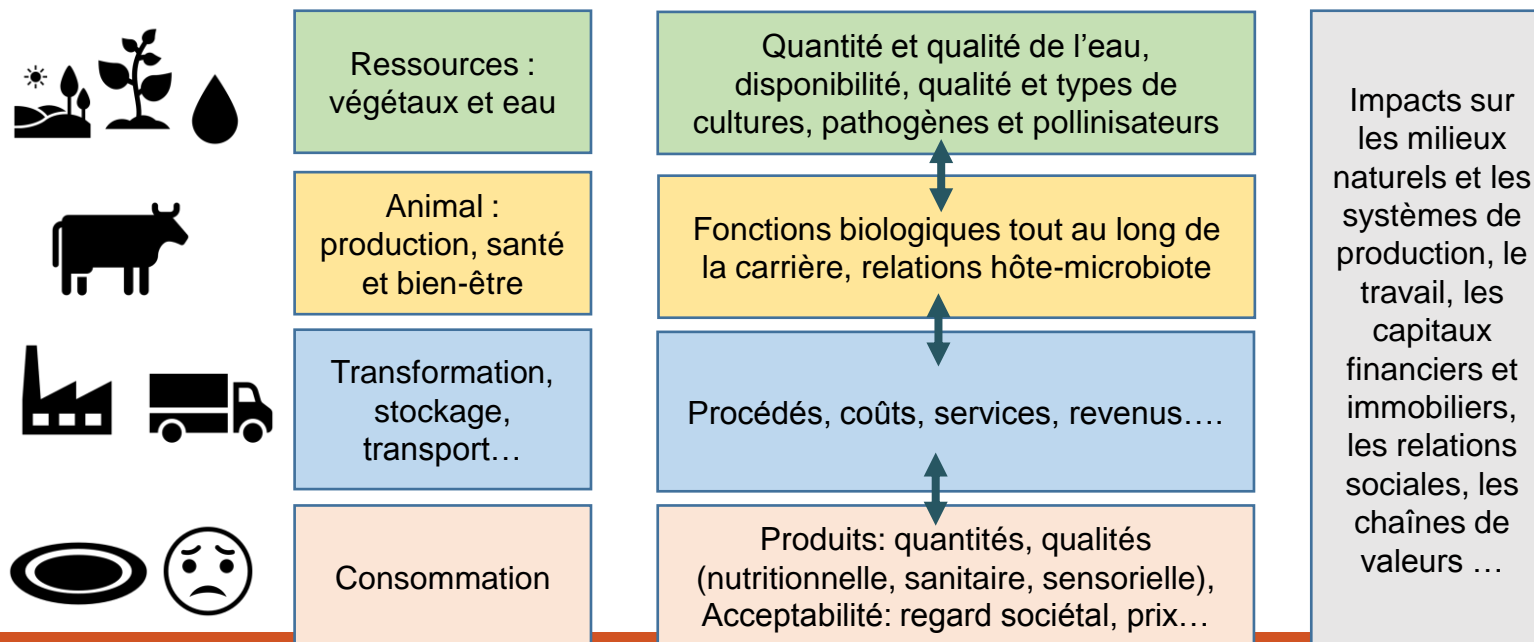 Ressources :
végétaux et eau
Quantité et qualité de l’eau,
disponibilité, qualité et types de
cultures, pathogènes et pollinisateurs
Animal :
production, santé
et bien-être
Fonctions biologiques tout au long de
la carrière, relations hôte-microbiote
Transformation,
stockage,
transport…
Procédés, coûts, services, revenus….
Consommation
Produits: quantités, qualités
(nutritionnelle, sanitaire, sensorielle),
Acceptabilité: regard sociétal, prix…
Impacts sur
les milieux
naturels et les
systèmes de
production, le
travail, les
capitaux
financiers et
immobiliers,
les relations
sociales, les
chaînes de
valeurs …